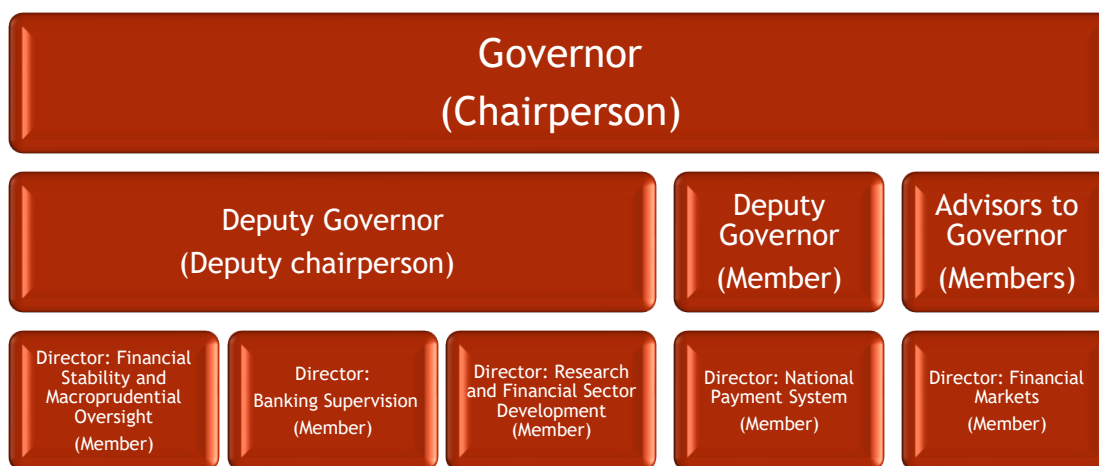 Governor
(Chairperson)
Deputy Governor
(Deputy chairperson)
Deputy
Governor
(Member)
Advisors to
Governor
(Members)
Director: Financial
Stability and
Macroprudential
Oversight
(Member)
Director:
Banking Supervision
(Member)
Director: Research
and Financial Sector
Development
(Member)
Director: National
Payment System
(Member)
Director: Financial
Markets
(Member)